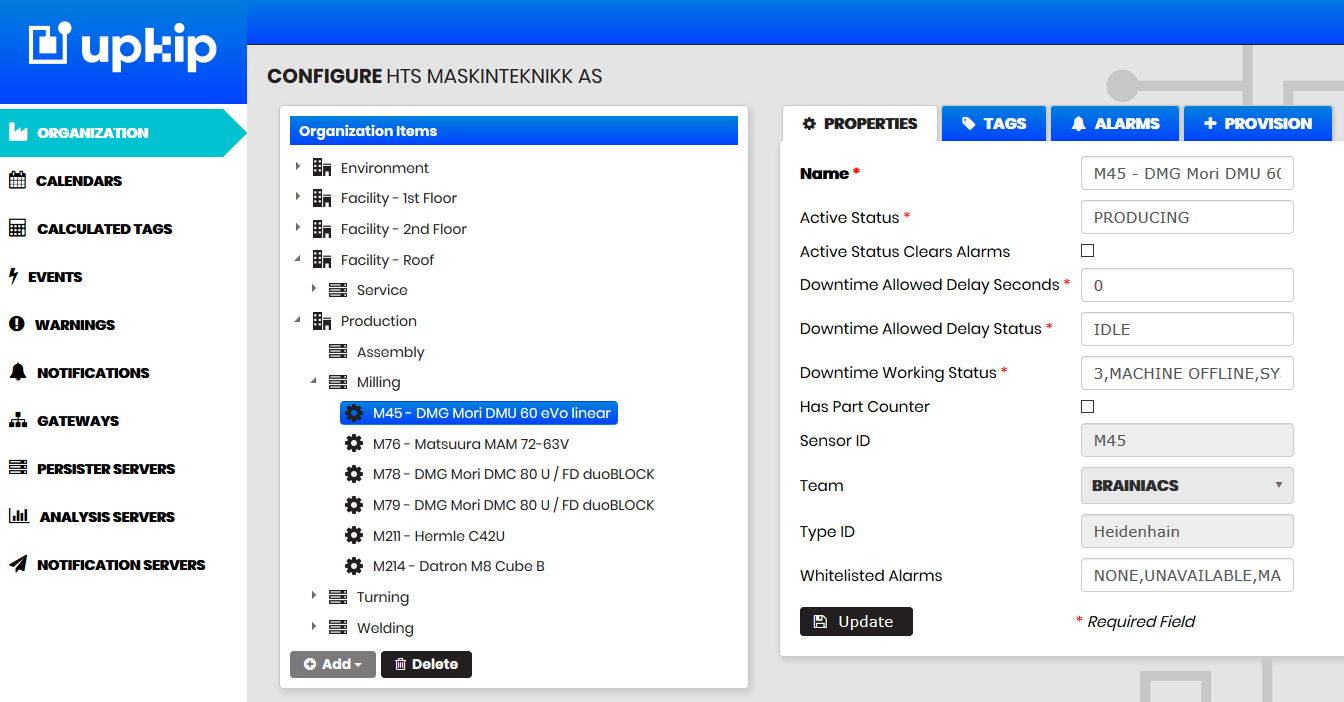 upkip
CONFIGURE HTS MASKINTEKNIKK AS
ORGANIZATION
CALENDARS
CALCULATED TAGS
EVENTS
WARNINGS
NOTIFICATIONS
GATEWAYS
PERSISTER SERVERS
ANALYSIS SERVERS
NOTIFICATION SERVERS
Organization Items
Environment
Facility - 1st Floor
Facility - 2nd Floor
Facility - Roof
Service
Production
Assembly
Milling
M45 - DMG Mori DMU 60 eVo linear
M76 - Matsuura MAM 72-63V
M78 - DMG Mori DMC 80 U / FD duoBLOCK
M79 - DMG Mori DMC 80 U / FD duoBLOCK
M211 - Hermle C42U
M214 - Datron M8 Cube B
Turning
Welding
Add
Delete
PROPERTIES
TAGS
ALARMS
PROVISION
Name * M45 - DMG Mori DMU 60
Active Status * PRODUCING
Active Status Clears Alarms
Downtime Allowed Delay Seconds * 0
Downtime Allowed Delay Status * IDLE
Downtime Working Status * 3,MACHINE OFFLINE,SY
Has Part Counter
Sensor ID M45
Team BRAINIACS
Type ID Heidenhain
Whitelisted Alarms NONE,UNAVAILABLE,MA
Update
* Required Field